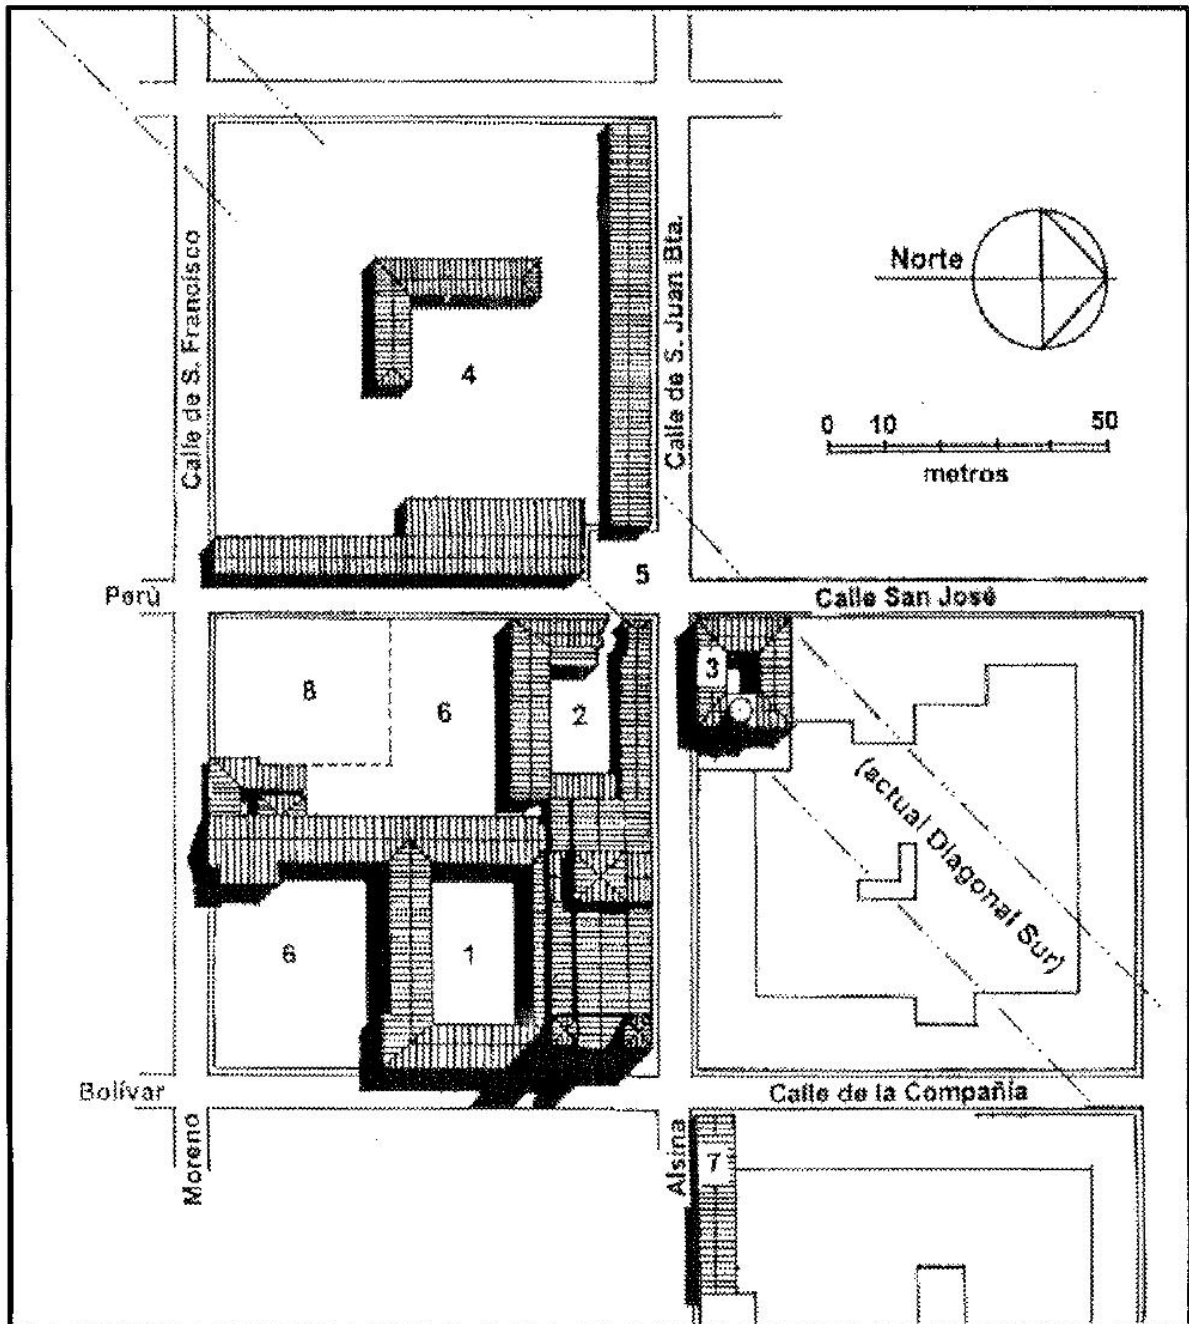 Calle de S. Francisco
Calle de S. Juan Bta.
Norte
4
0 10 50
metros
5
Perú
Calle San José
8
6
2
3
(actual Diagonal Sur)
6
1
Bolívar
Calle de la Compañía
Moreno
Alsina
7